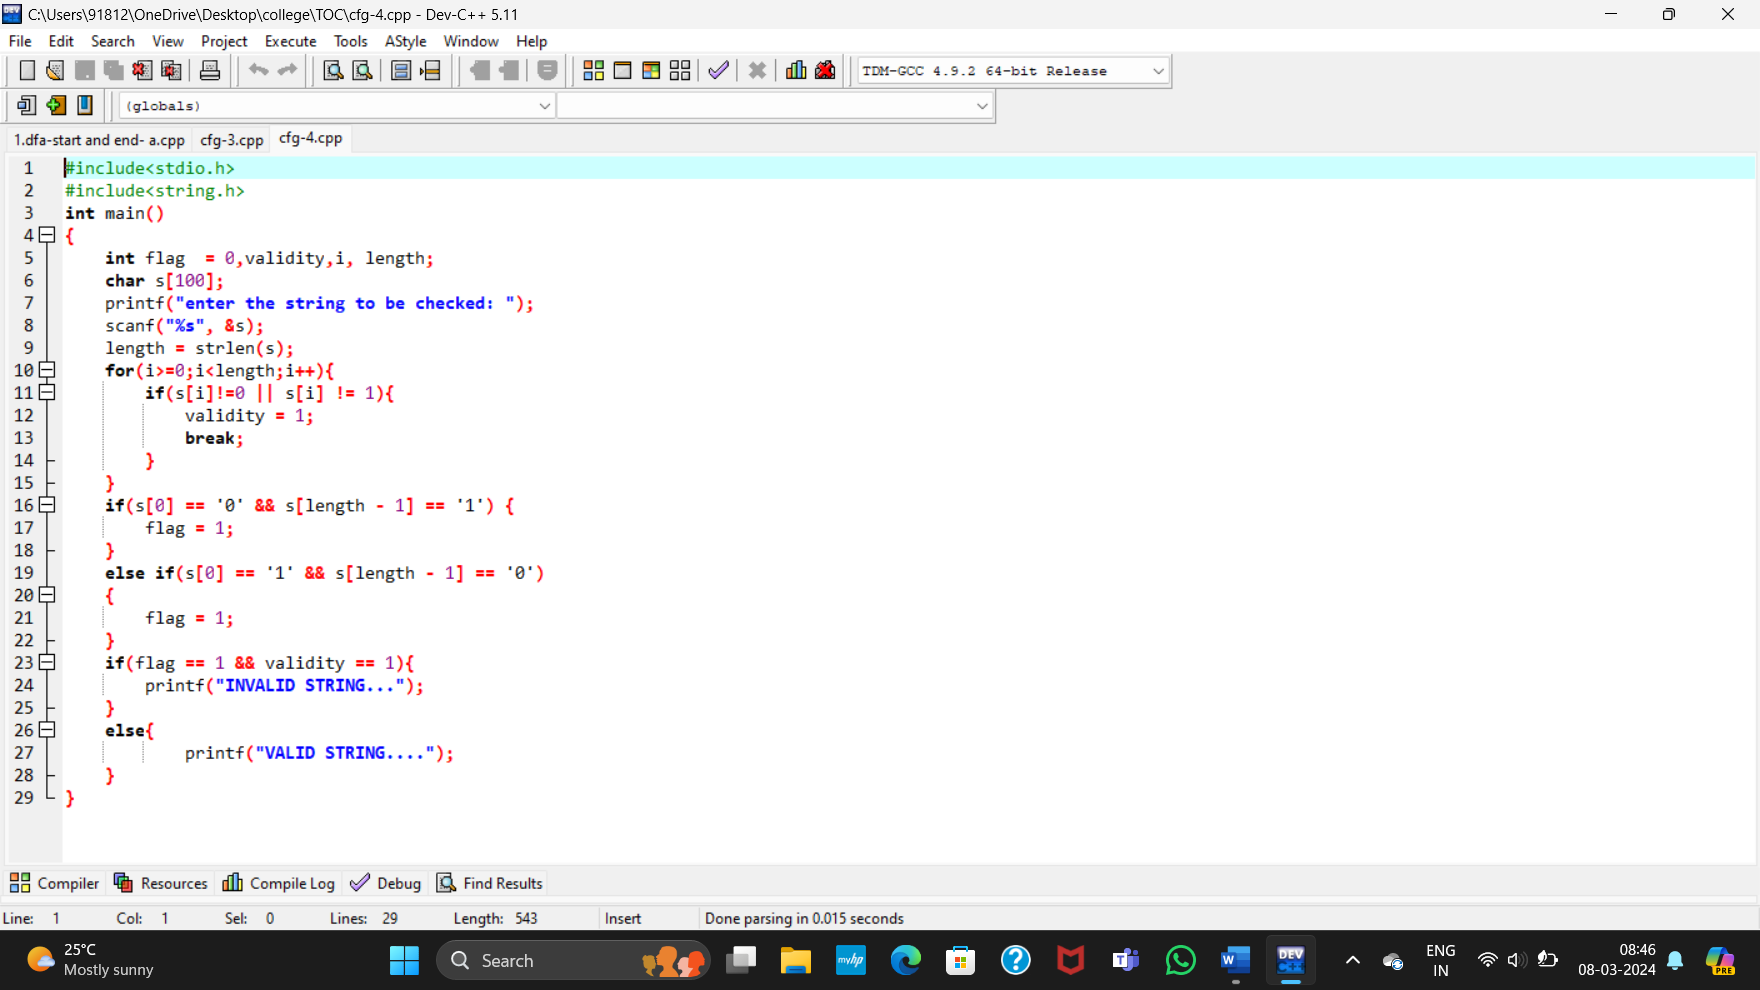 C:\Users\91812\OneDrive\Desktop\college\TOC\cfg-4.cpp - Dev-C++ 5.11
File Edit Search View Project Execute Tools AStyle Window Help
TDM-GCC 4.9.2 64-bit Release
(globals)
1.dfa-start and end- a.cpp cfg-3.cpp cfg-4.cpp
1 #include<stdio.h>
2 #include<string.h>
3 int main()
4 {
5     int flag  = 0,validity,i, length;
6     char s[100];
7     printf("enter the string to be checked: ");
8     scanf("%s", &s);
9     length = strlen(s);
10     for(i>=0;i<length;i++){
11         if(s[i]!=0 || s[i] != 1){
12             validity = 1;
13             break;
14         }
15     }
16     if(s[0] == '0' && s[length - 1] == '1') {
17         flag = 1;
18     }
19     else if(s[0] == '1' && s[length - 1] == '0')
20     {
21         flag = 1;
22     }
23     if(flag == 1 && validity == 1){
24         printf("INVALID STRING...");
25     }
26     else{
27             printf("VALID STRING....");
28     }
29 }
Compiler Resources Compile Log Debug Find Results
Line: 1 Col: 1 Sel: 0 Lines: 29 Length: 543 Insert Done parsing in 0.015 seconds
25°C
Mostly sunny
Search
myhp
DEV
C++
ENG
IN
08:46
08-03-2024
PRE